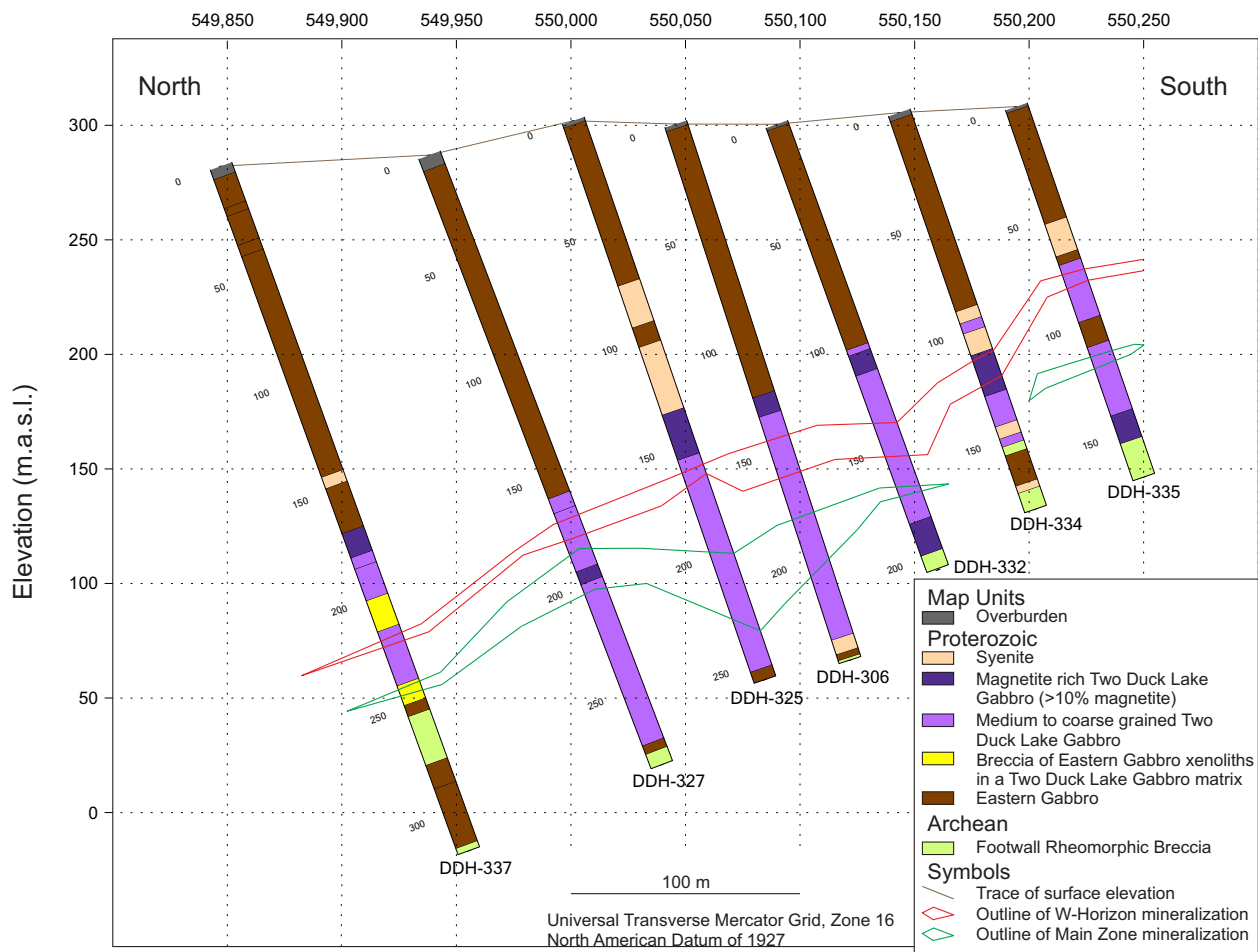 549,850 549,900 549,950 550,000 550,050 550,100 550,150 550,200 550,250
North
South
Elevation (m.a.s.l.)
300
250
200
150
100
50
0
0
50
100
150
200
250
300
DDH-337
0
50
100
150
200
250
DDH-327
0
50
100
150
200
250
DDH-325
0
50
100
150
200
DDH-306
0
50
100
150
200
DDH-332
0
50
100
150
DDH-334
50
100
150
DDH-335
100 m
Universal Transverse Mercator Grid, Zone 16
North American Datum of 1927
Map Units
Overburden
Proterozoic
Syenite
Magnetite rich Two Duck Lake
Gabbro (>10% magnetite)
Medium to coarse grained Two
Duck Lake Gabbro
Breccia of Eastern Gabbro xenoliths
in a Two Duck Lake Gabbro matrix
Eastern Gabbro
Archean
Footwall Rheomorphic Breccia
Symbols
Trace of surface elevation
Outline of W-Horizon mineralization
Outline of Main Zone mineralization